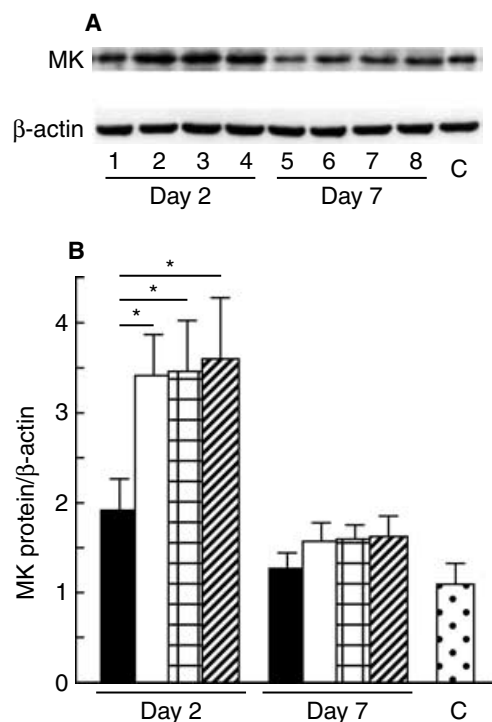 A
MK
β-actin
1 2 3 4 5 6 7 8 C
Day 2 Day 7
B
* 
*
*
MK protein/β-actin
4
3
2
1
0
Day 2 Day 7 C